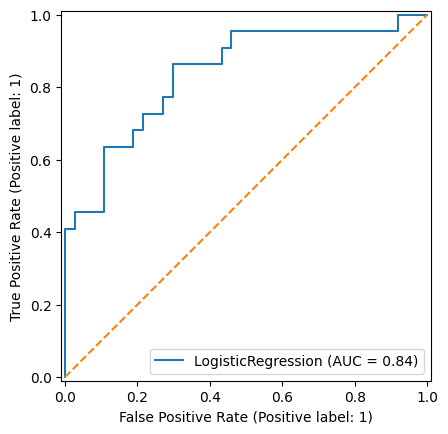 True Positive Rate (Positive label: 1)
1.0
0.8
0.6
0.4
0.2
0.0
LogisticRegression (AUC = 0.84)
0.0 0.2 0.4 0.6 0.8 1.0
False Positive Rate (Positive label: 1)